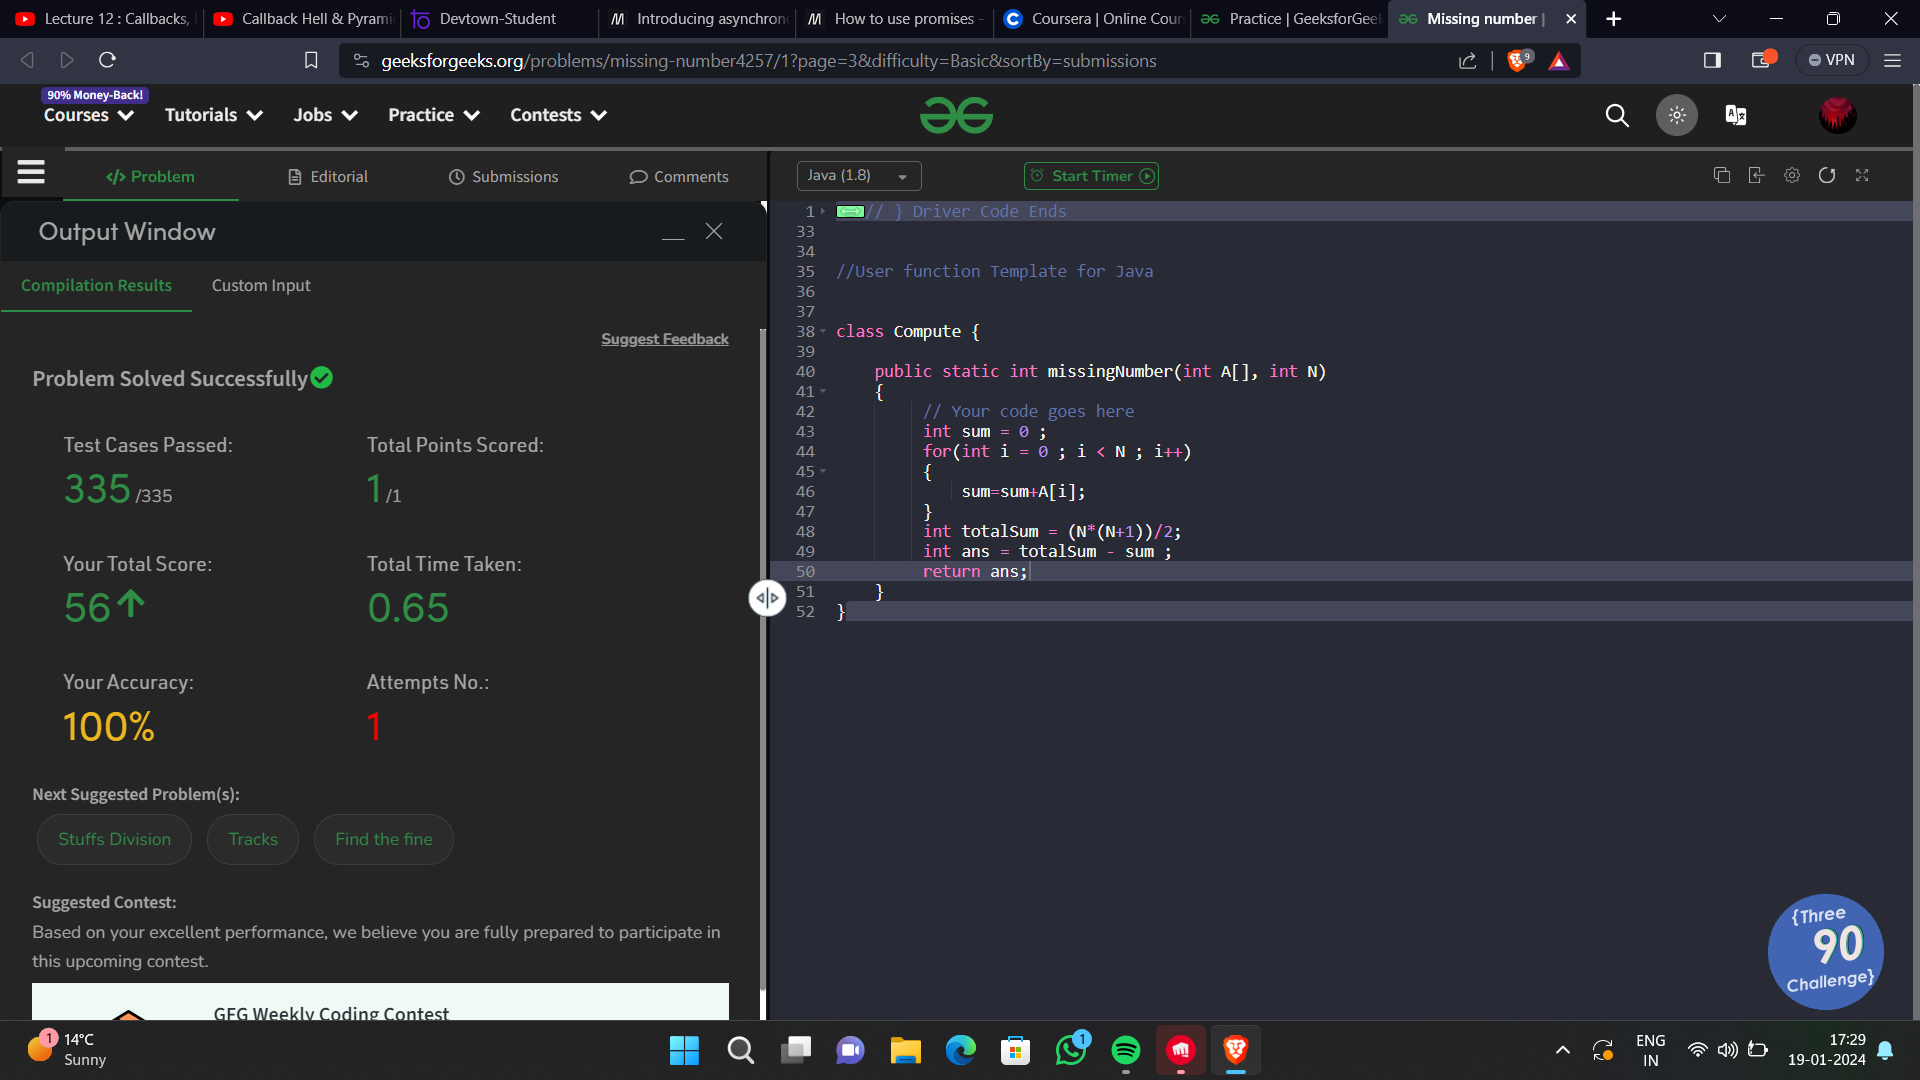 Lecture 12 : Callbacks,
Callback Hell & Pyrami
Devtown-Student
Introducing asynchron
How to use promises -
Coursera | Online Cour
Practice | GeeksforGee
Missing number |
geeksforgeeks.org/problems/missing-number4257/1?page=3&difficulty=Basic&sortBy=submissions
9
VPN
90% Money-Back!
Courses
Tutorials
Jobs
Practice
Contests
Problem
Editorial
Submissions
Comments
Java (1.8)
Start Timer
Output Window
Compilation Results
Custom Input
Suggest Feedback
Problem Solved Successfully
Test Cases Passed:
335 /335
Total Points Scored:
1 /1
Your Total Score:
56
Total Time Taken:
0.65
Your Accuracy:
100%
Attempts No.:
1
Next Suggested Problem(s):
Stuffs Division
Tracks
Find the fine
Suggested Contest:
Based on your excellent performance, we believe you are fully prepared to participate in
this upcoming contest.
GFG Weekly Coding Contest
1 // } Driver Code Ends
33
34
35 //User function Template for Java
36
37
38 class Compute {
39
40 public static int missingNumber(int A[], int N)
41 {
42 // Your code goes here
43 int sum = 0 ;
44 for(int i = 0 ; i < N ; i++)
45 {
46 sum=sum+A[i];
47 }
48 int totalSum = (N*(N+1))/2;
49 int ans = totalSum - sum ;
50 return ans;
51 }
52 }
{Three
90
Challenge}
1
14°C
Sunny
1
ENG
IN
17:29
19-01-2024